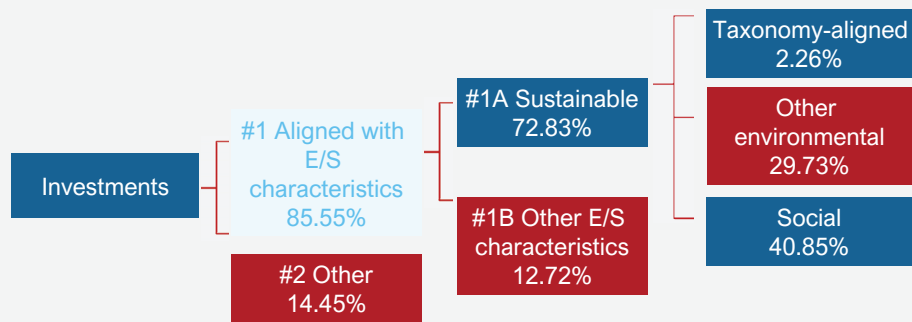 Investments
#1 Aligned with
E/S
characteristics
85.55%
#2 Other
14.45%
#1A Sustainable
72.83%
#1B Other E/S
characteristics
12.72%
Taxonomy-aligned
2.26%
Other
environmental
29.73%
Social
40.85%